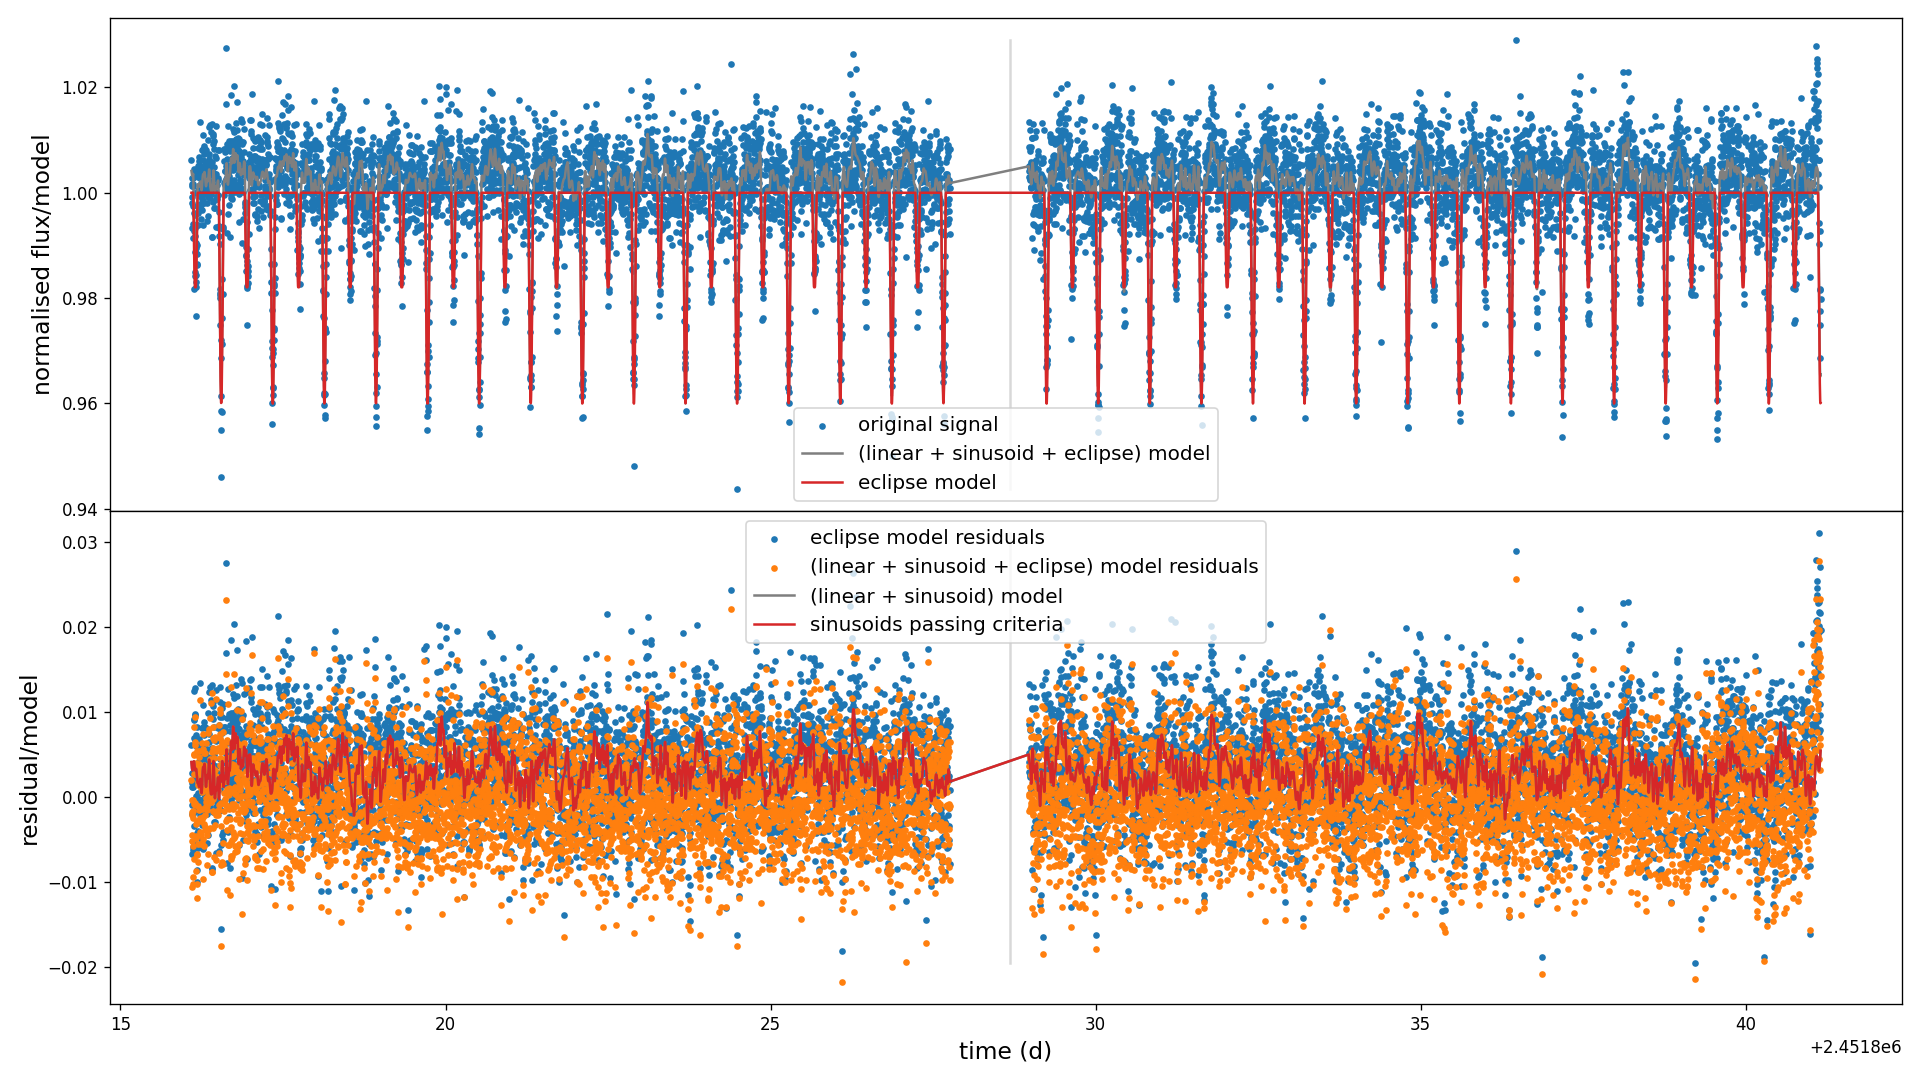 normalised flux/model
1.02
1.00
0.98
0.96
0.94
original signal
(linear + sinusoid + eclipse) model
eclipse model
residual/model
0.03
0.02
0.01
0.00
−0.01
−0.02
eclipse model residuals
(linear + sinusoid + eclipse) model residuals
(linear + sinusoid) model
sinusoids passing criteria
15
20
25
30
35
40
time (d)
+2.4518e6